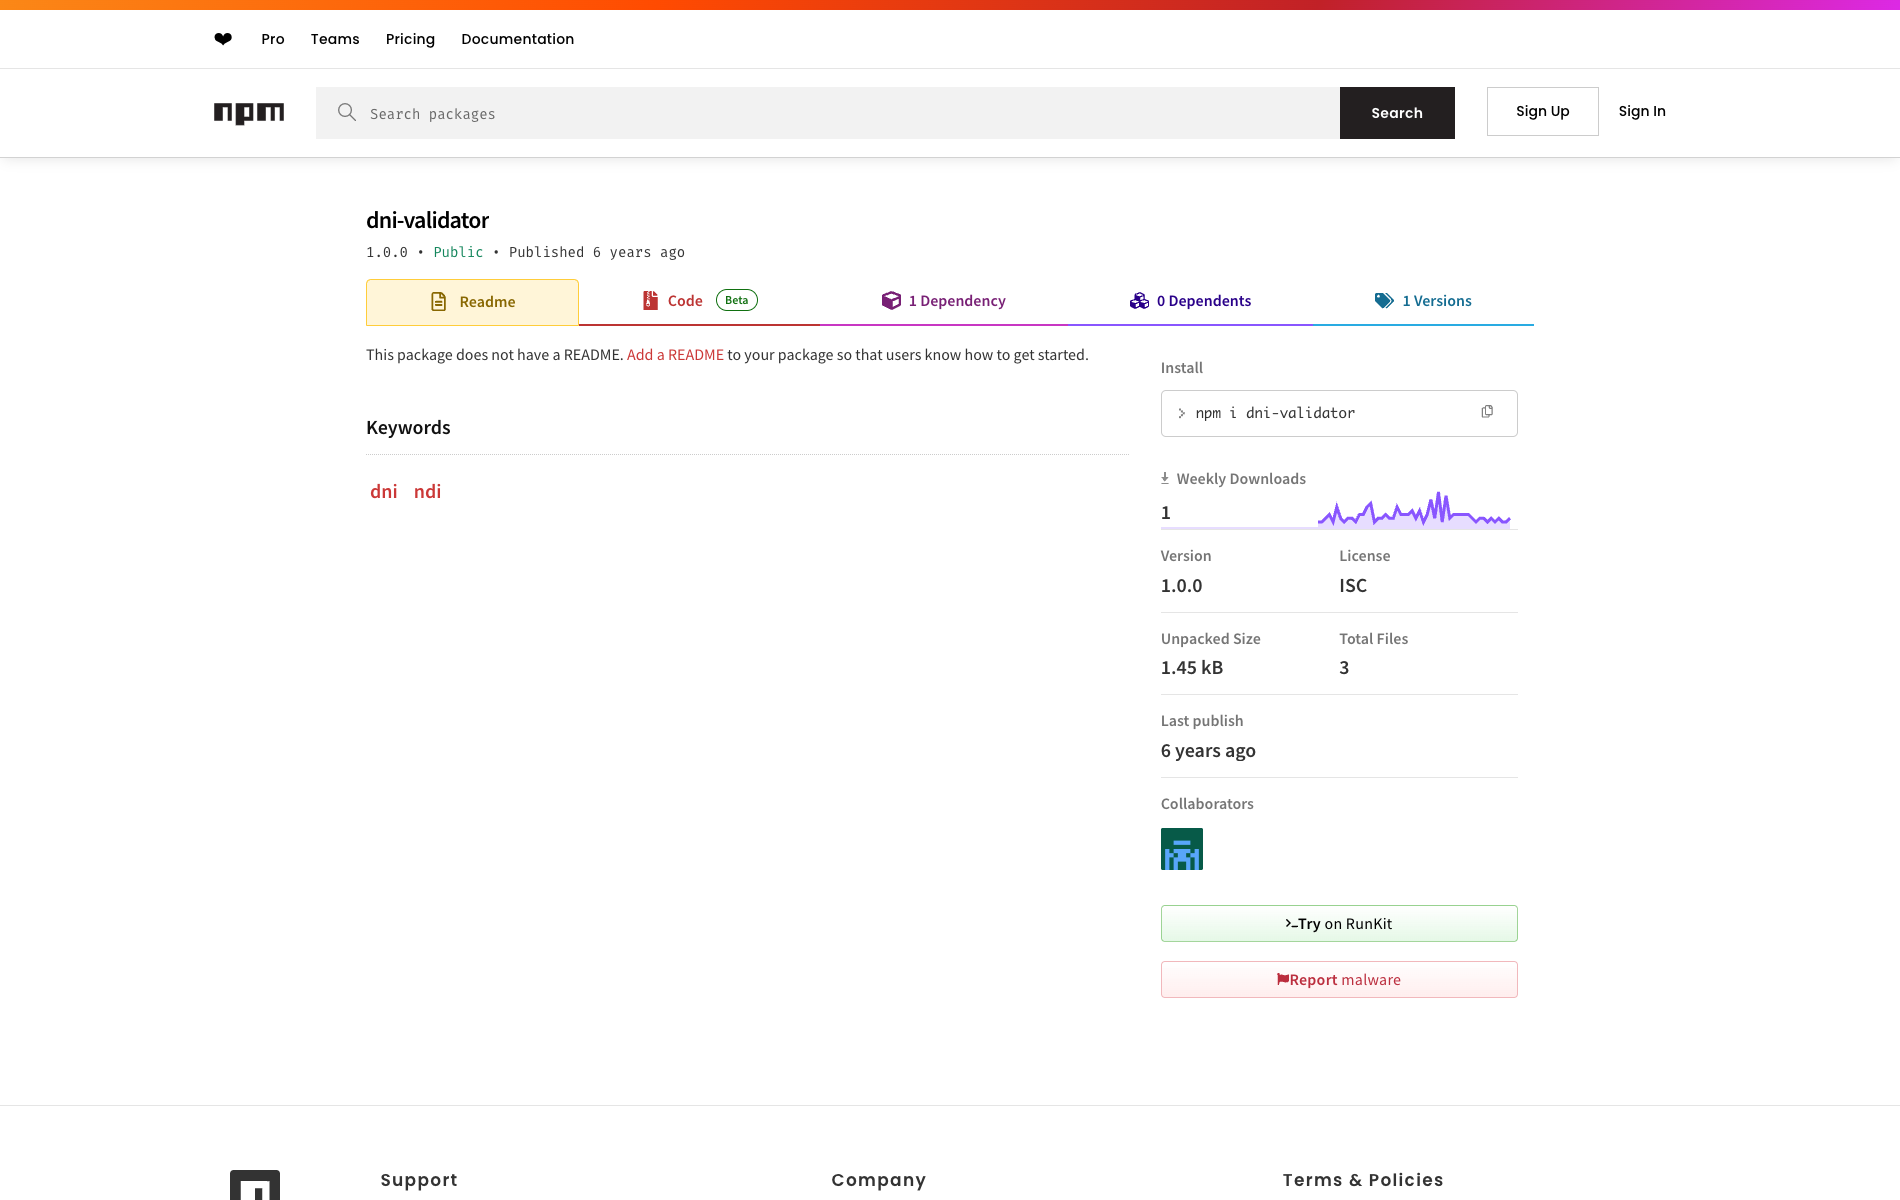 ❤ Pro Teams Pricing Documentation
npm Search packages Search Sign Up Sign In
dni-validator
1.0.0 • Public • Published 6 years ago
Readme Code Beta 1 Dependency 0 Dependents 1 Versions
This package does not have a README. Add a README to your package so that users know how to get started.
Keywords
dni ndi
Install
npm i dni-validator
Weekly Downloads
1
Version License
1.0.0 ISC
Unpacked Size Total Files
1.45 kB 3
Last publish
6 years ago
Collaborators
Try on RunKit
Report malware
Support Company Terms & Policies